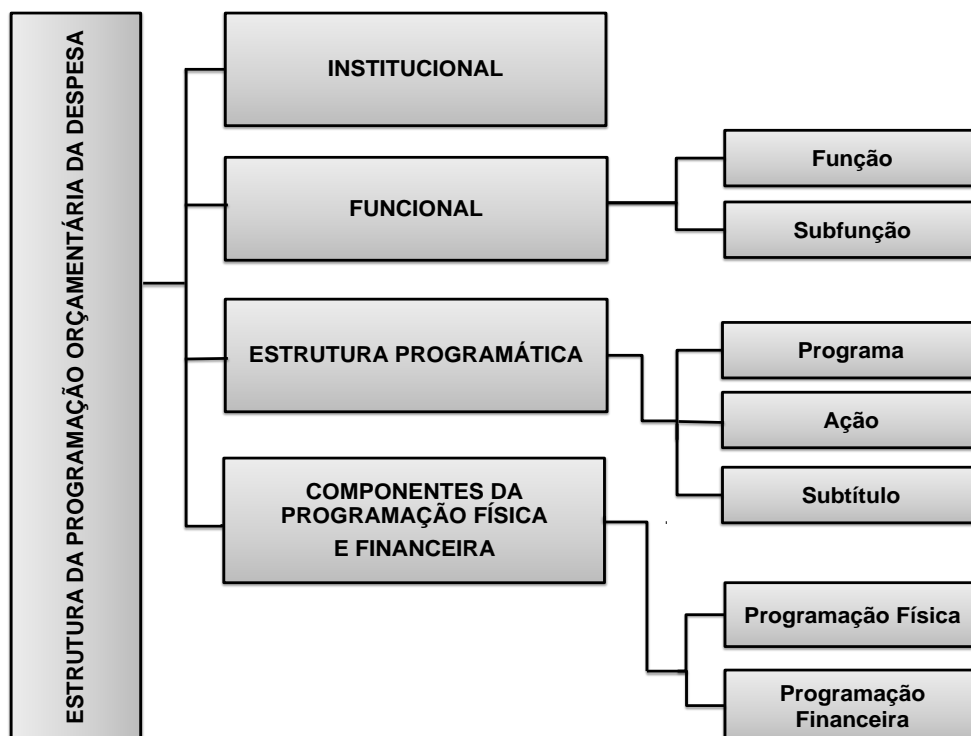 ESTRUTURA DA PROGRAMAÇÃO ORÇAMENTÁRIA DA DESPESA
INSTITUCIONAL
FUNCIONAL
Função
Subfunção
ESTRUTURA PROGRAMÁTICA
Programa
Ação
Subtítulo
COMPONENTES DA
PROGRAMAÇÃO FÍSICA
E FINANCEIRA
Programação Física
Programação
Financeira